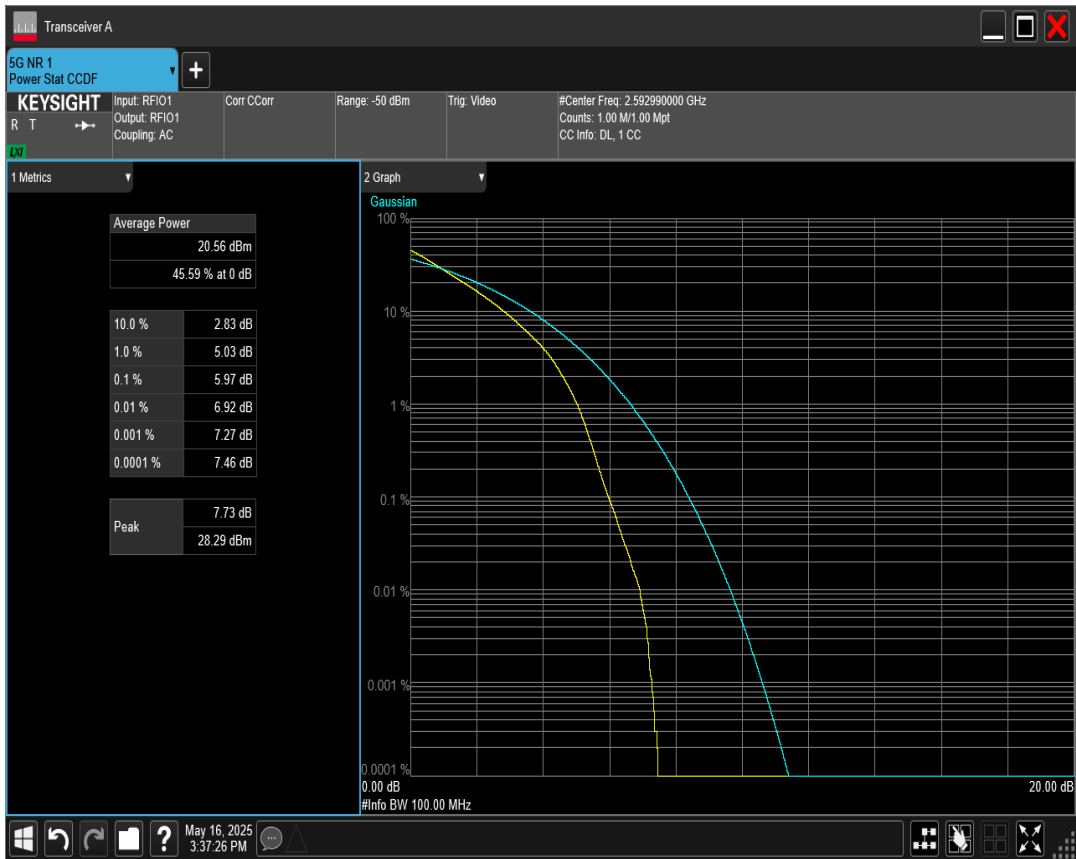 Transceiver A
5G NR 1
Power Stat CCDF
+
KEYSIGHT
R T
LXI
Input: RFIO1
Output: RFIO1
Coupling: AC
Corr CCorr
Range: -50 dBm
Trig: Video
#Center Freq: 2.592990000 GHz
Counts: 1.00 M/1.00 Mpt
CC Info: DL, 1 CC
1 Metrics
Average Power
20.56 dBm
45.59 % at 0 dB
10.0 % 2.83 dB
1.0 % 5.03 dB
0.1 % 5.97 dB
0.01 % 6.92 dB
0.001 % 7.27 dB
0.0001 % 7.46 dB
Peak 7.73 dB
28.29 dBm
2 Graph
Gaussian
100 %
10 %
1 %
0.1 %
0.01 %
0.001 %
0.0001 %
0.00 dB 20.00 dB
#Info BW 100.00 MHz
?
May 16, 2025
3:37:26 PM